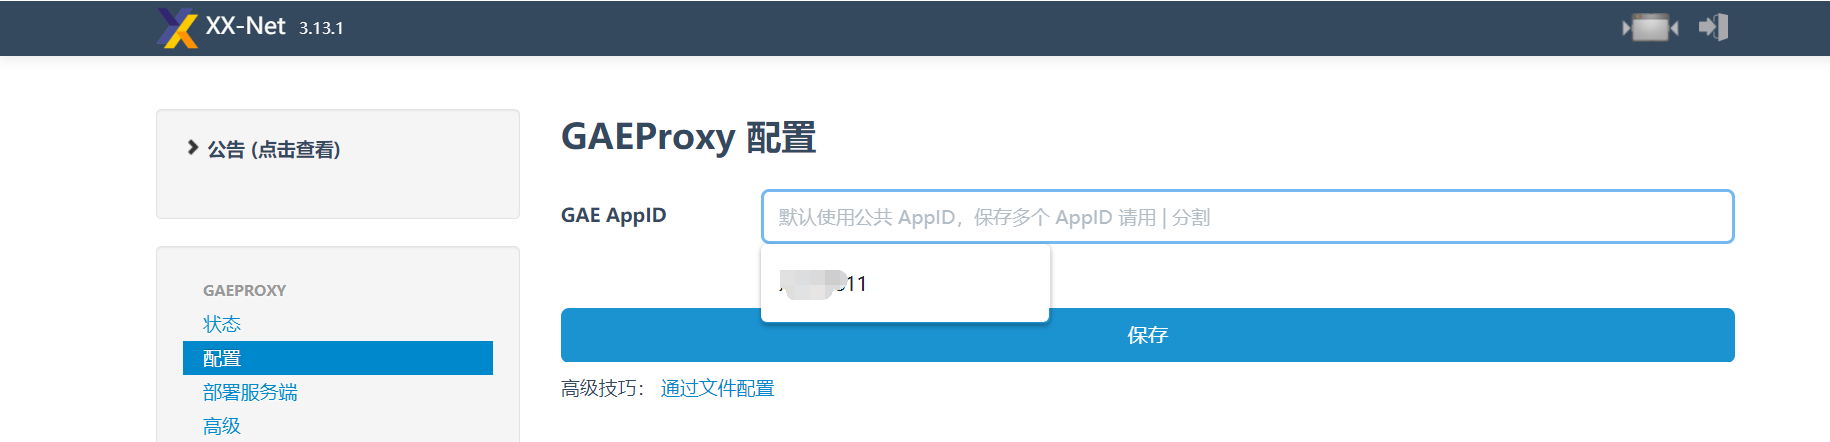 XX-Net 3.13.1
公告 (点击查看)
GAEPROXY
状态
配置
部署服务端
高级
GAEProxy 配置
GAE AppID
默认使用公共 AppID，保存多个 AppID 请用 | 分割
11
保存
高级技巧： 通过文件配置